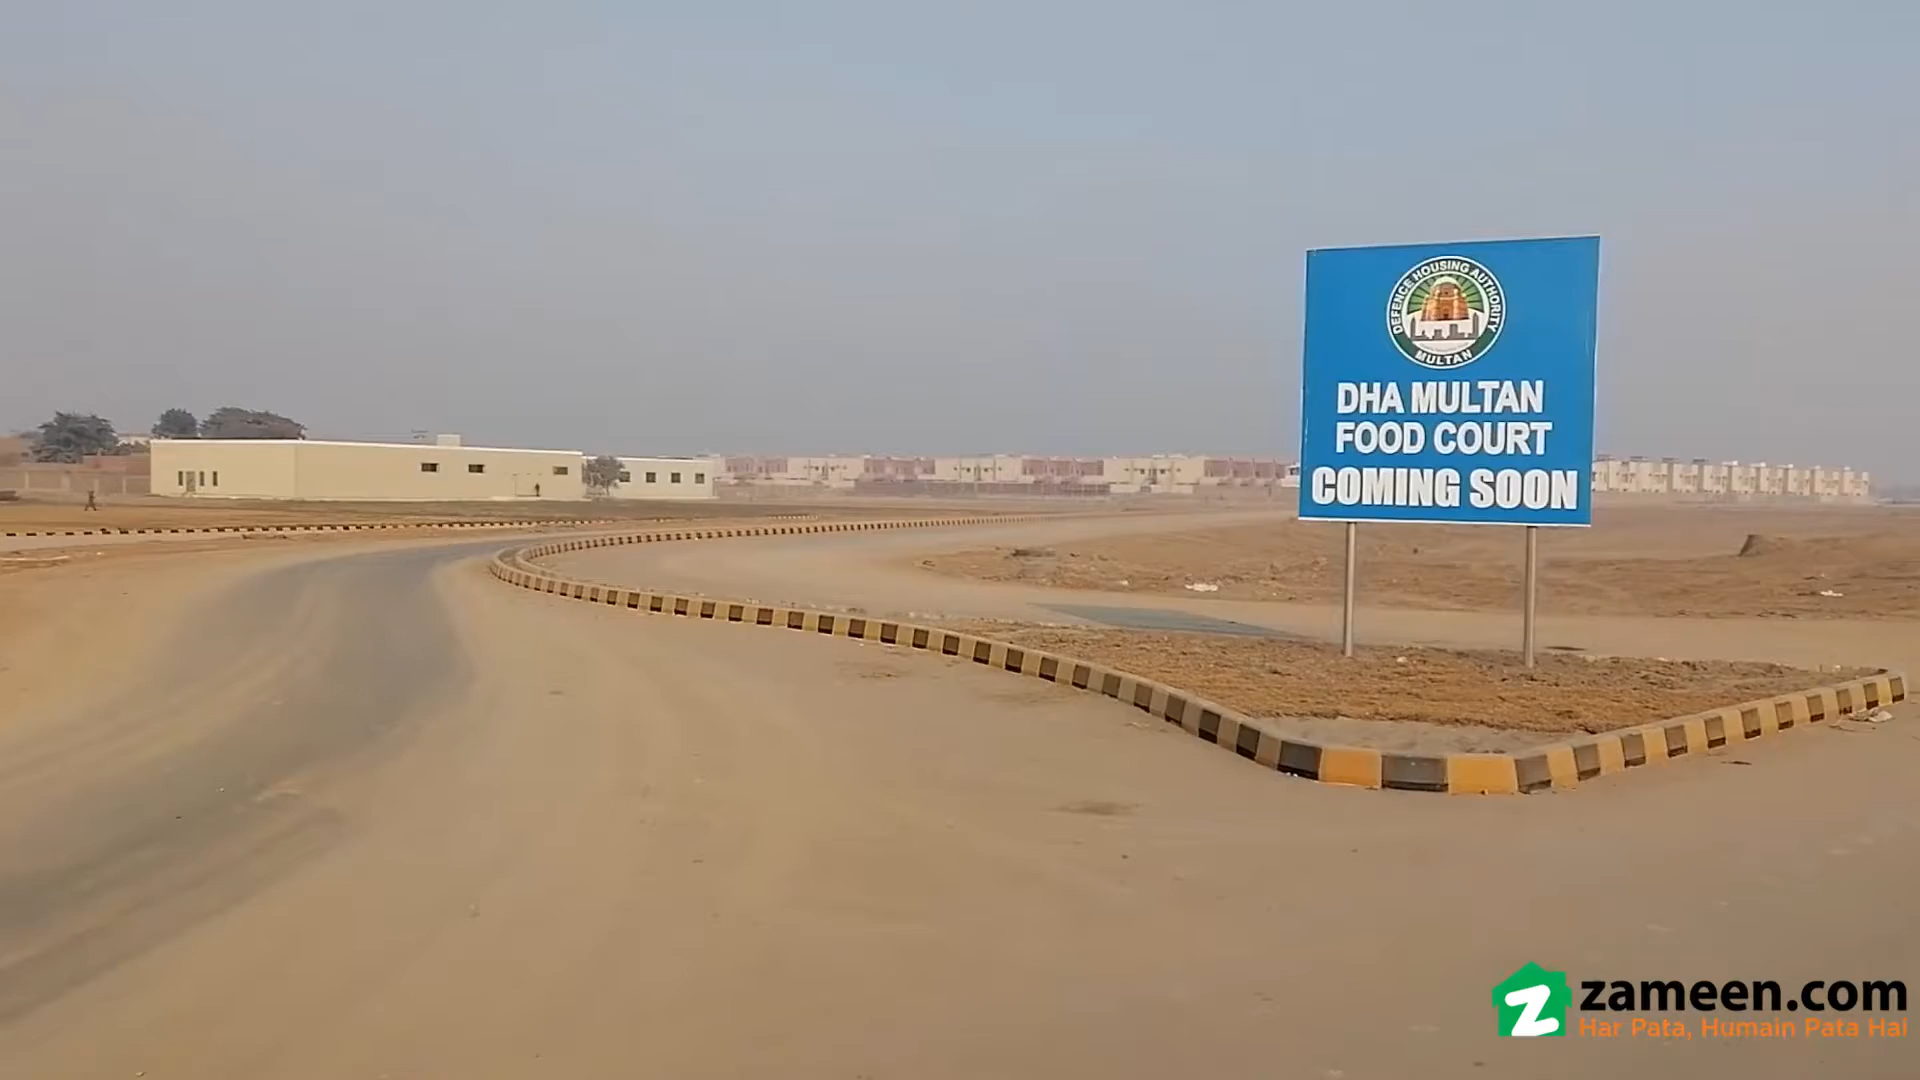 DEFENCE HOUSING AUTHORITY
MULTAN
DHA MULTAN
FOOD COURT
COMING SOON
zameen.com
Har Pata, Humain Pata Hai